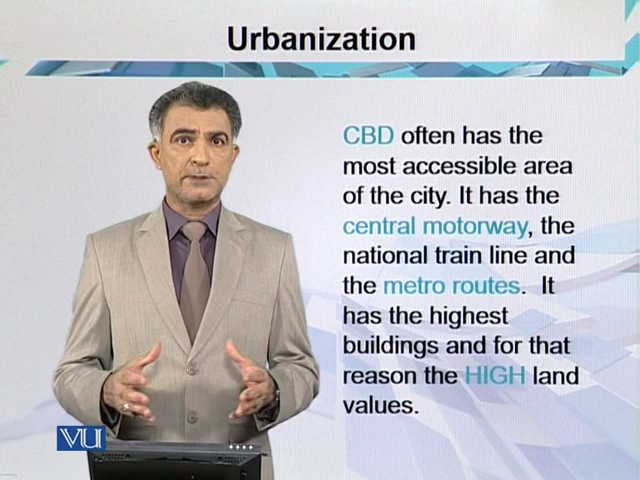 Urbanization
CBD often has the
most accessible area
of the city. It has the
central motorway, the
national train line and
the metro routes.  It
has the highest
buildings and for that
reason the HIGH land
values.
VU